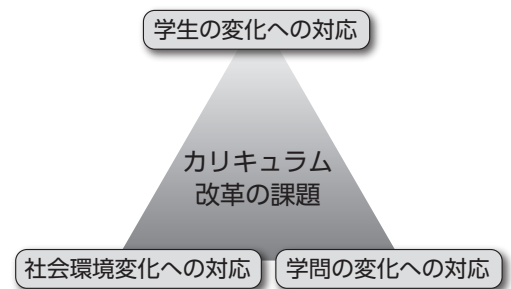 学生の変化への対応
カリキュラム
改革の課題
社会環境変化への対応
学問の変化への対応